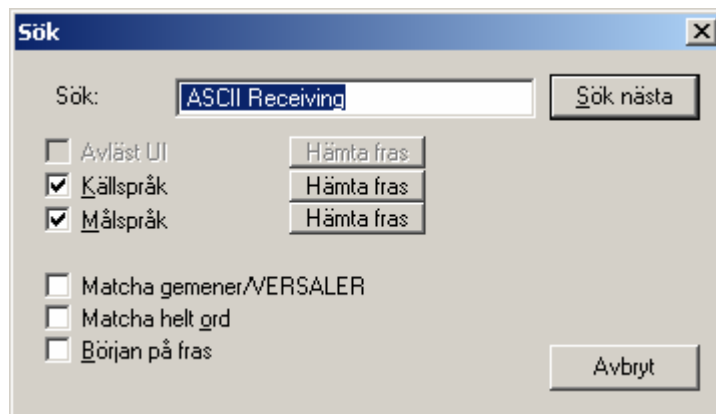 Sök
Sök: ASCII Receiving Sök nästa
Avläst UI Hämta fras
Källspråk Hämta fras
Målspråk Hämta fras
Matcha gemener/VERSALER
Matcha helt ord
Början på fras
Avbryt